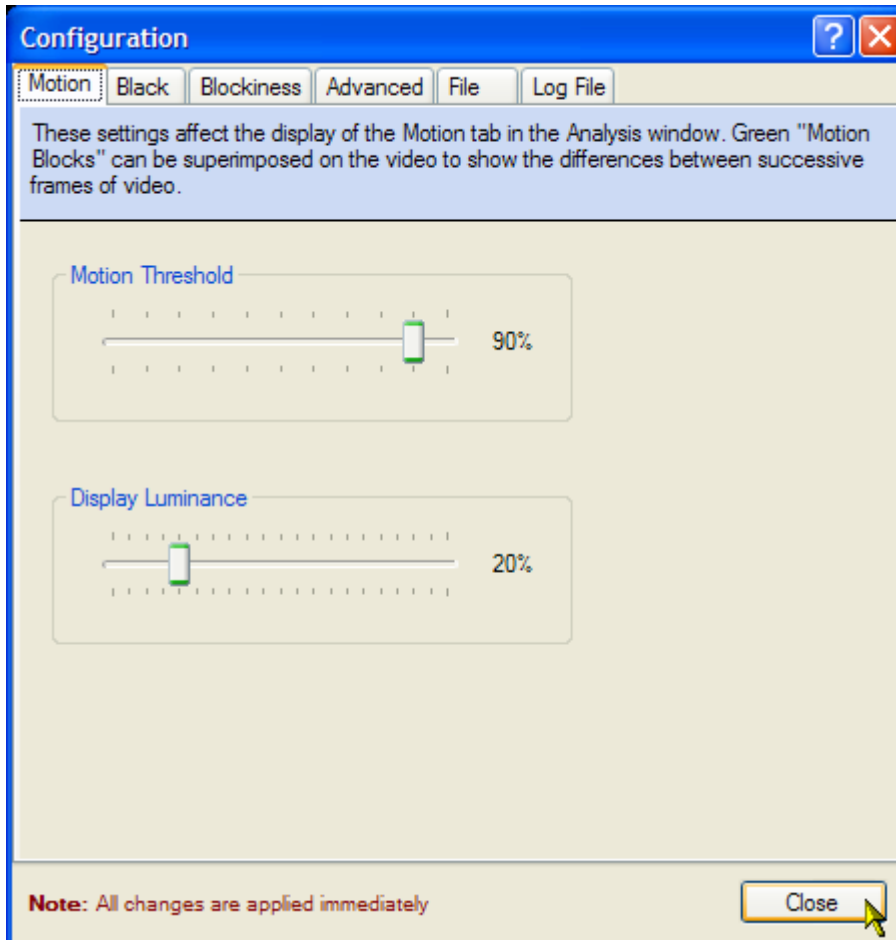 Configuration
Motion Black Blockiness Advanced File Log File
These settings affect the display of the Motion tab in the Analysis window. Green "Motion
Blocks" can be superimposed on the video to show the differences between successive
frames of video.
Motion Threshold
90%
Display Luminance
20%
Note: All changes are applied immediately
Close